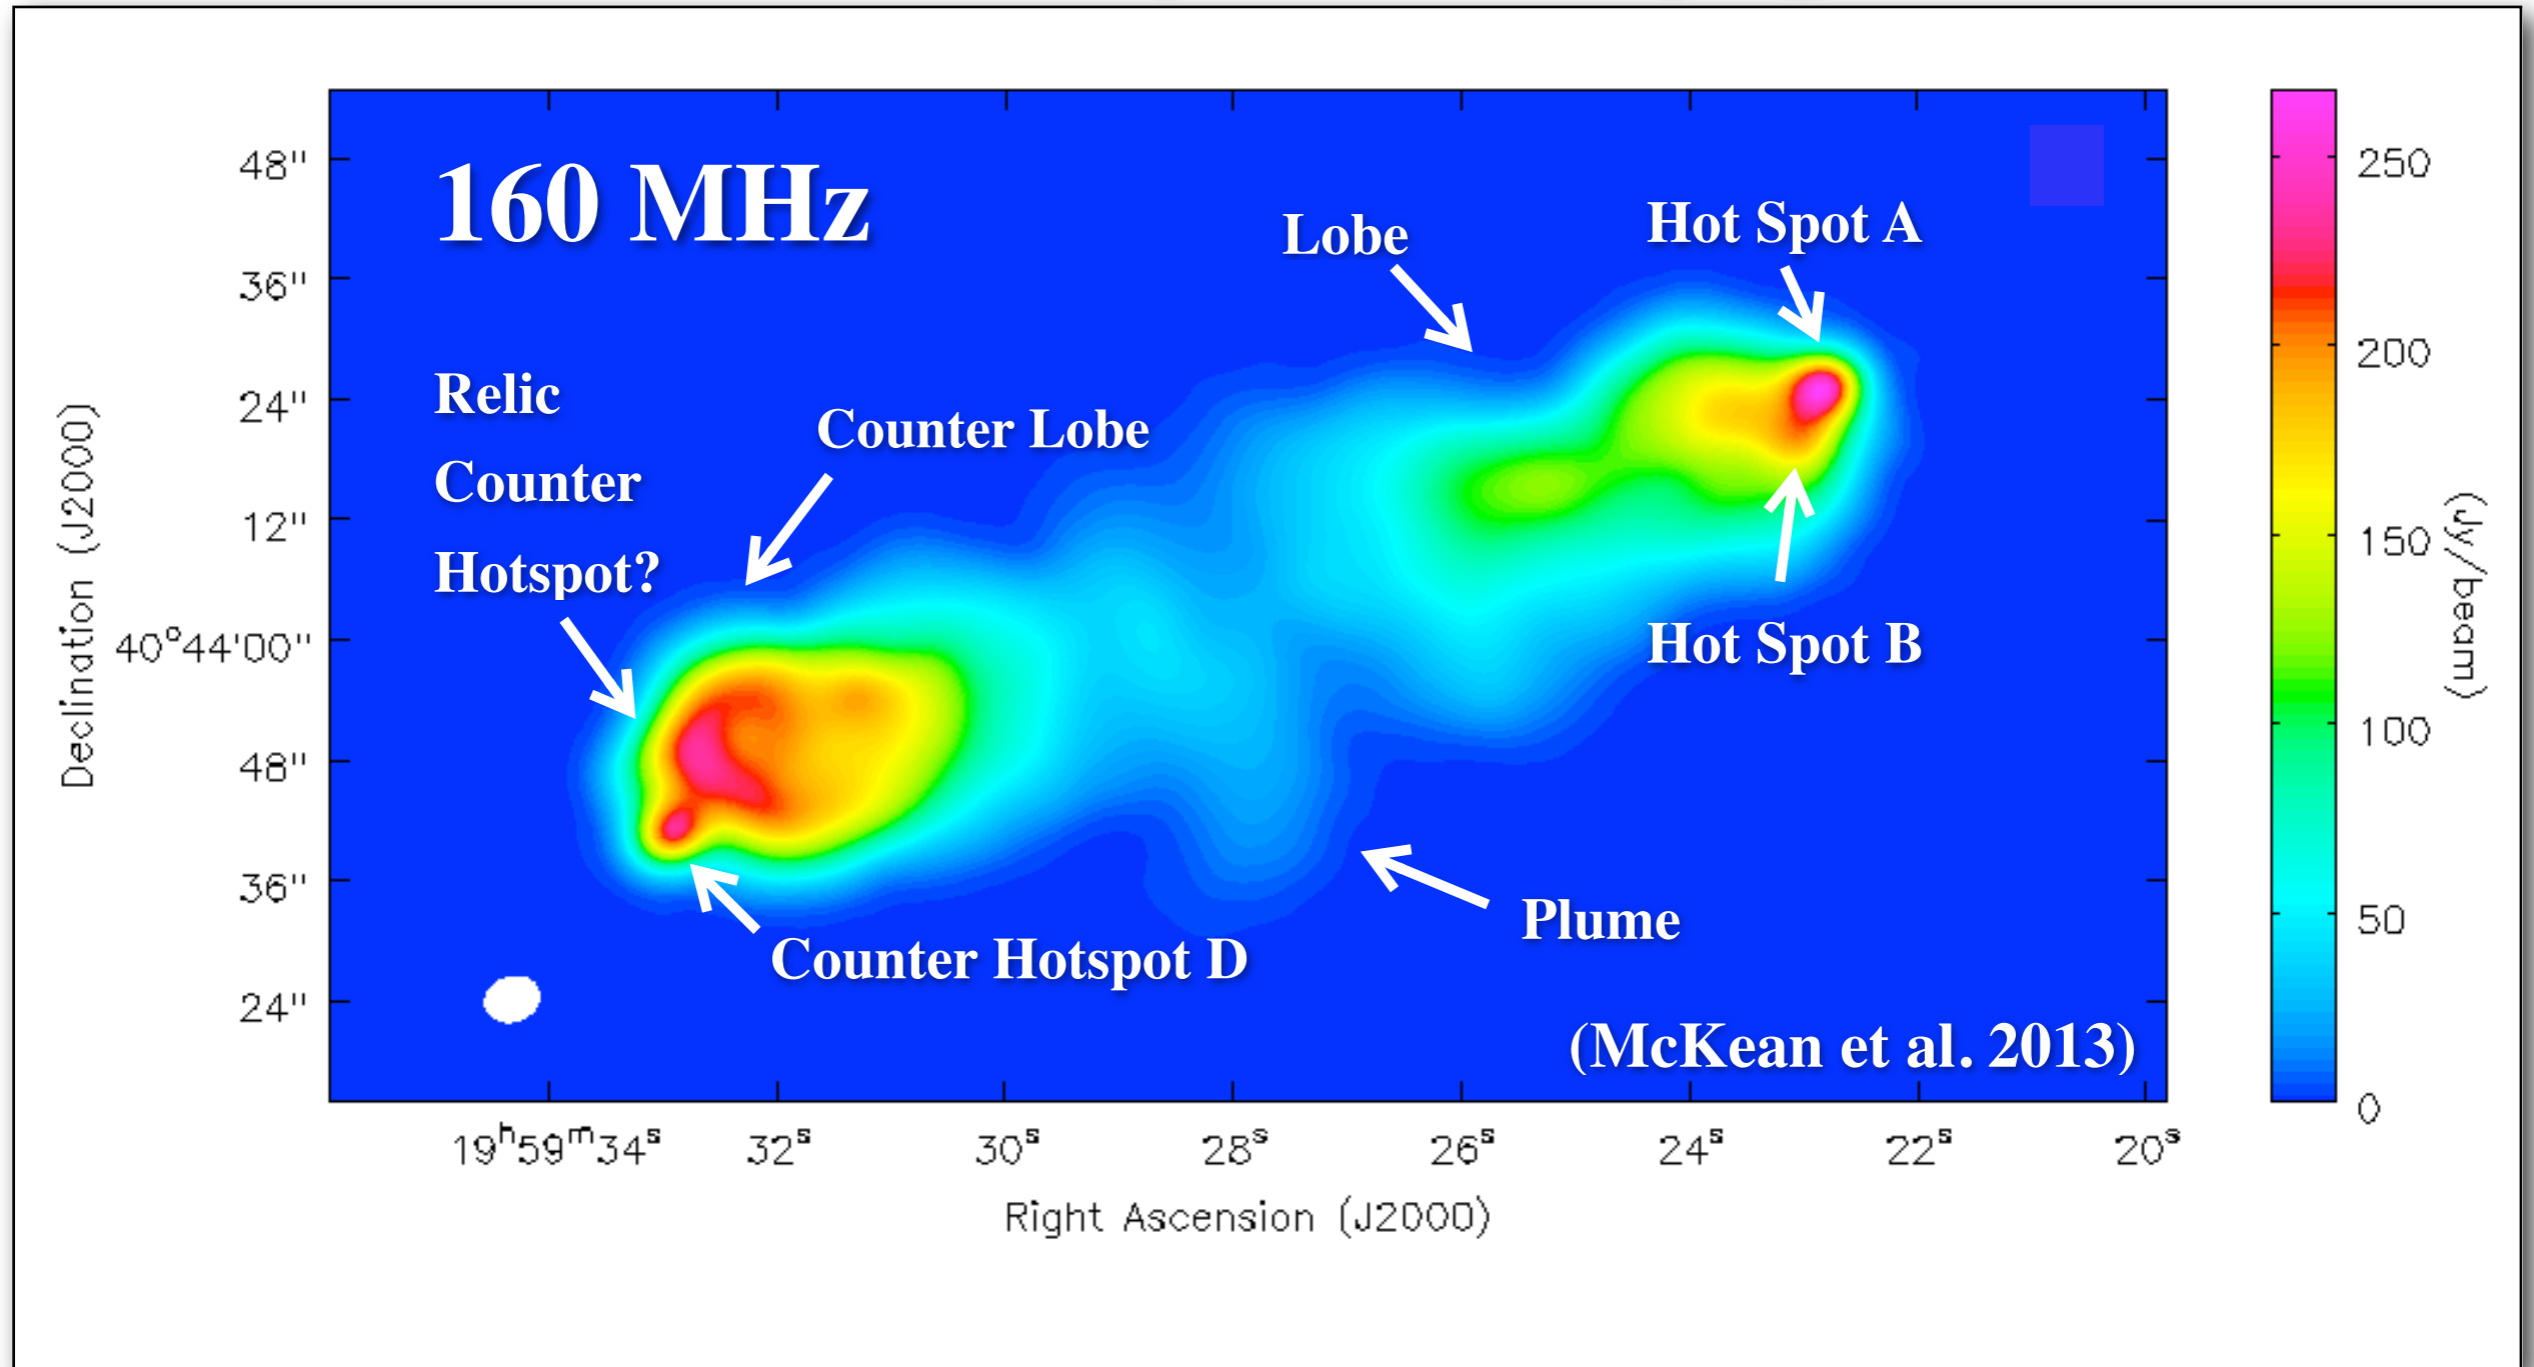 160 MHz
Lobe
Hot Spot A
Relic
Counter
Hotspot?
Counter Lobe
Hot Spot B
Counter Hotspot D
Plume
(McKean et al. 2013)
Declination (J2000)
48"
36"
24"
12"
40°44'00"
48"
36"
24"
19ʰ59ᵐ34ˢ
32ˢ
30ˢ
28ˢ
26ˢ
24ˢ
22ˢ
20ˢ
Right Ascension (J2000)
250
200
150
100
50
0
(Jy/beam)